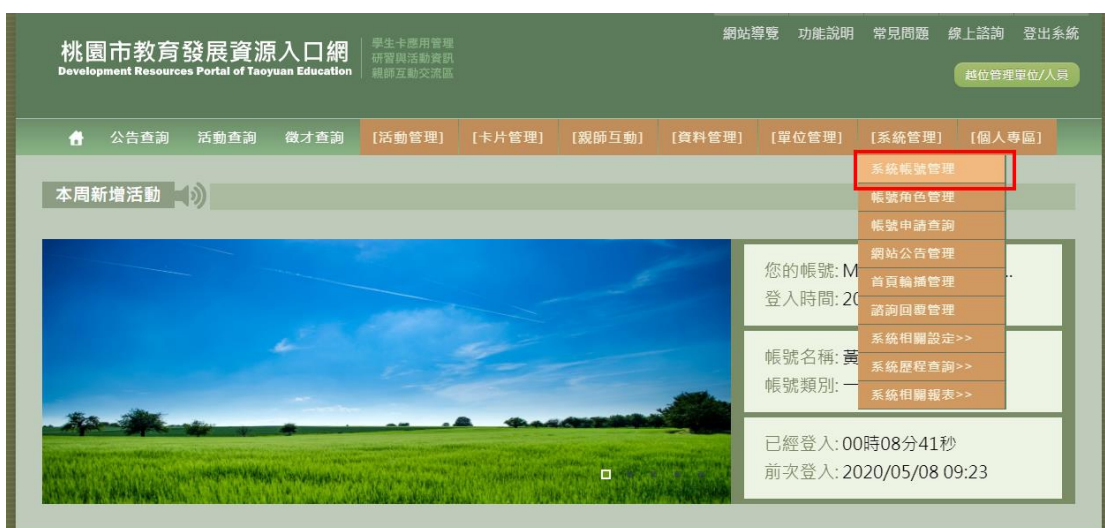 網站導覽 功能說明 常見問題 線上諮詢 登出系統
桃園市教育發展資源入口網
Development Resources Portal of Taoyuan Education
學生卡應用管理
研習與活動資訊
親師互動交流區
越位管理單位/人員
公告查詢 活動查詢 徵才查詢 [活動管理] [卡片管理] [親師互動] [資料管理] [單位管理] [系統管理] [個人專區]
系統帳號管理
帳號角色管理
帳號申請查詢
網站公告管理
首頁輪播管理
諮詢回覆管理
系統相關設定>>
系統歷程查詢>>
系統相關報表>>
本周新增活動
您的帳號: M ..
登入時間: 20
帳號名稱: 黃
帳號類別: 一
已經登入: 00時08分41秒
前次登入: 2020/05/08 09:23